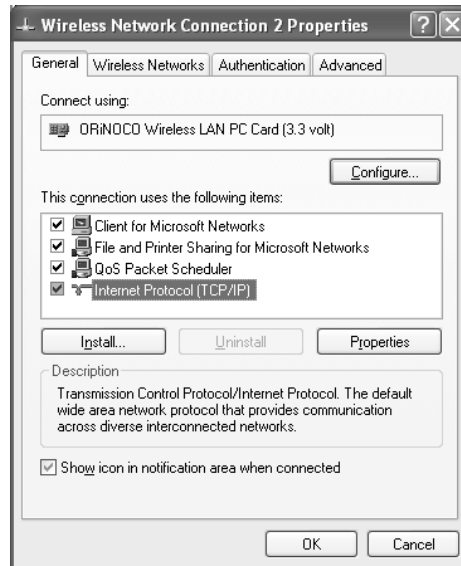 Wireless Network Connection 2 Properties
General Wireless Networks Authentication Advanced
Connect using:
ORiNOCO Wireless LAN PC Card (3.3 volt)
Configure...
This connection uses the following items:
Client for Microsoft Networks
File and Printer Sharing for Microsoft Networks
QoS Packet Scheduler
Internet Protocol (TCP/IP)
Install... Uninstall Properties
Description
Transmission Control Protocol/Internet Protocol. The default
wide area network protocol that provides communication
across diverse interconnected networks.
Show icon in notification area when connected
OK Cancel